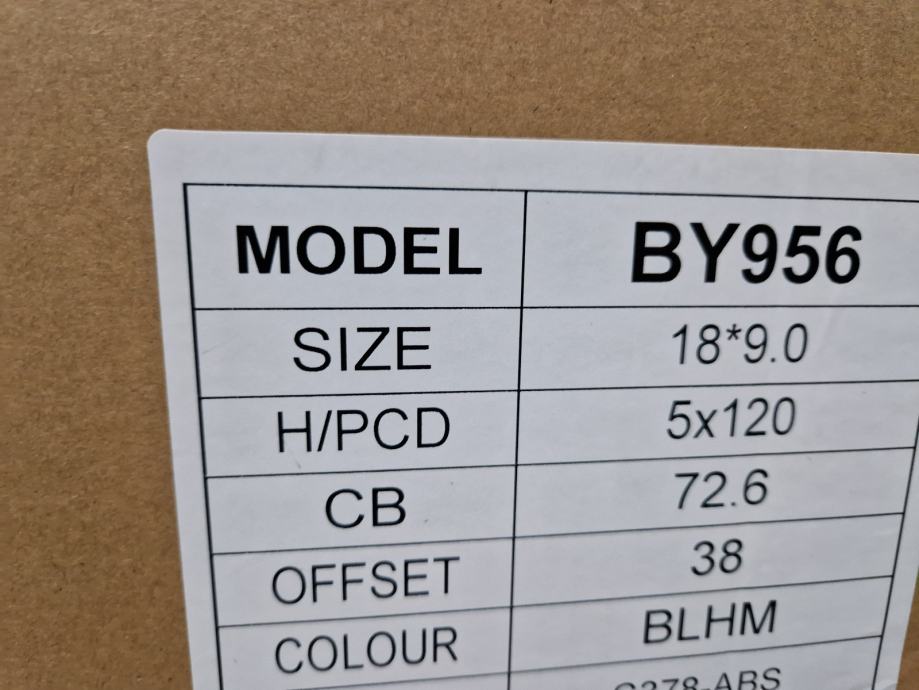 MODEL BY956
SIZE 18*9.0
H/PCD 5x120
CB 72.6
OFFSET 38
COLOUR BLHM